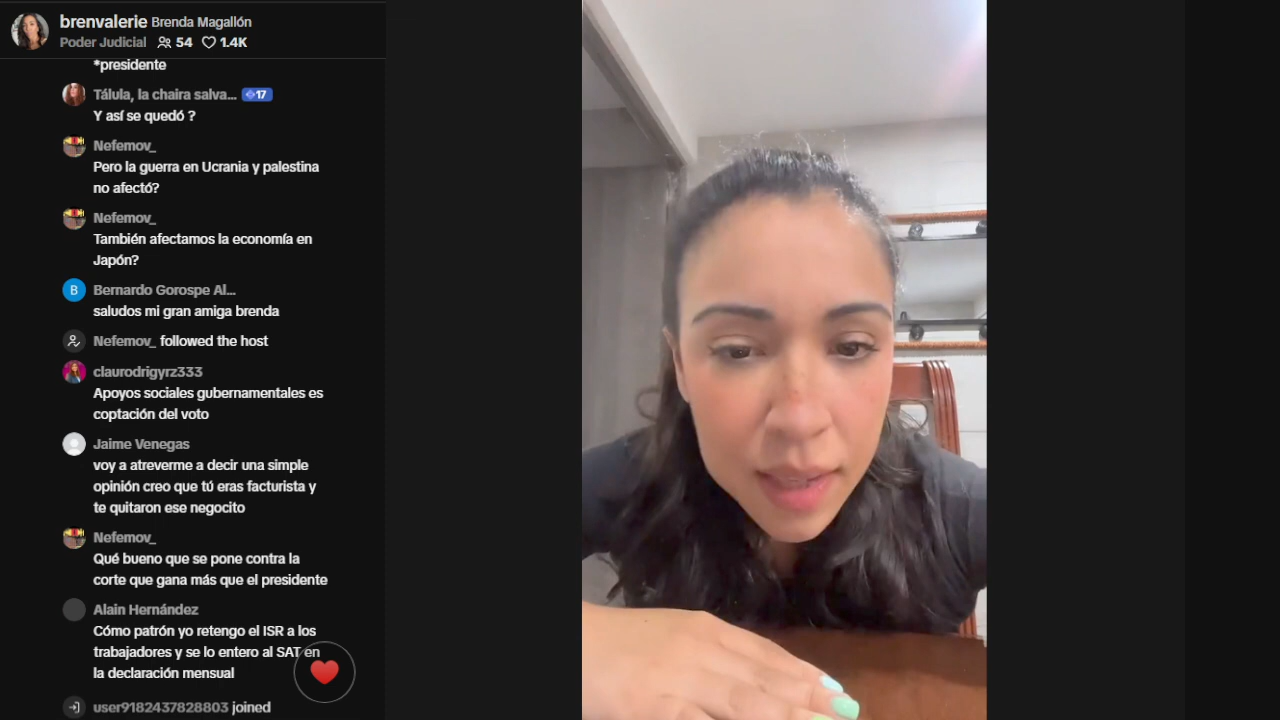 brenvalerie Brenda Magallón
Poder Judicial 54 1.4K
*presidente
Tálula, la chaira salva... 17
Y así se quedó ?
Nefemov_
Pero la guerra en Ucrania y palestina
no afectó?
Nefemov_
También afectamos la economía en
Japón?
B Bernardo Gorospe Al...
saludos mi gran amiga brenda
Nefemov_ followed the host
claurodrigyrz333
Apoyos sociales gubernamentales es
coptación del voto
Jaime Venegas
voy a atreverme a decir una simple
opinión creo que tú eras facturista y
te quitaron ese negocito
Nefemov_
Qué bueno que se pone contra la
corte que gana más que el presidente
Alain Hernández
Cómo patrón yo retengo el ISR a los
trabajadores y se lo entero al SAT en
la declaración mensual
user9182437828803 joined